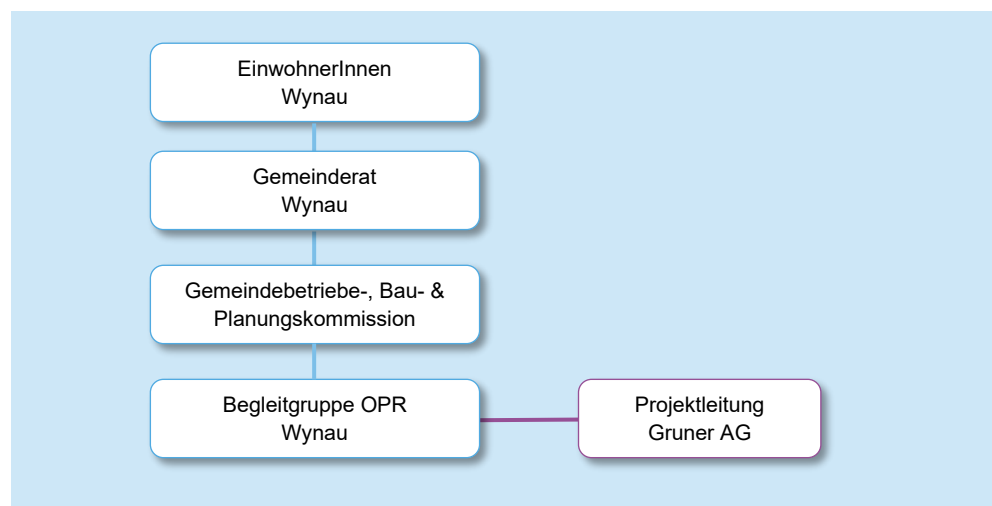 EinwohnerInnen
Wynau
Gemeinderat
Wynau
Gemeindebetriebe-, Bau- &
Planungskommission
Begleitgruppe OPR
Wynau
Projektleitung
Gruner AG